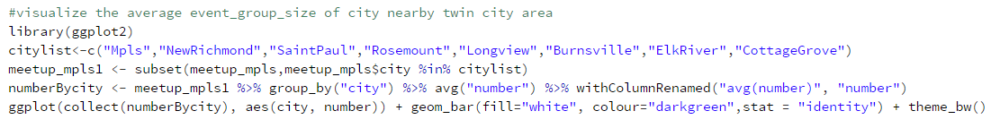 #visualize the average event_group_size of city nearby twin city area
library(ggplot2)
citylist<-c("Mpls","NewRichmond","SaintPaul","Rosemount","Longview","Burnsville","ElkRiver","CottageGrove")
meetup_mpls1 <- subset(meetup_mpls,meetup_mpls$city %in% citylist)
numberBycity <- meetup_mpls1 %>% group_by("city") %>% avg("number") %>% withColumnRenamed("avg(number)", "number")
ggplot(collect(numberBycity), aes(city, number)) + geom_bar(fill="white", colour="darkgreen",stat = "identity") + theme_bw()